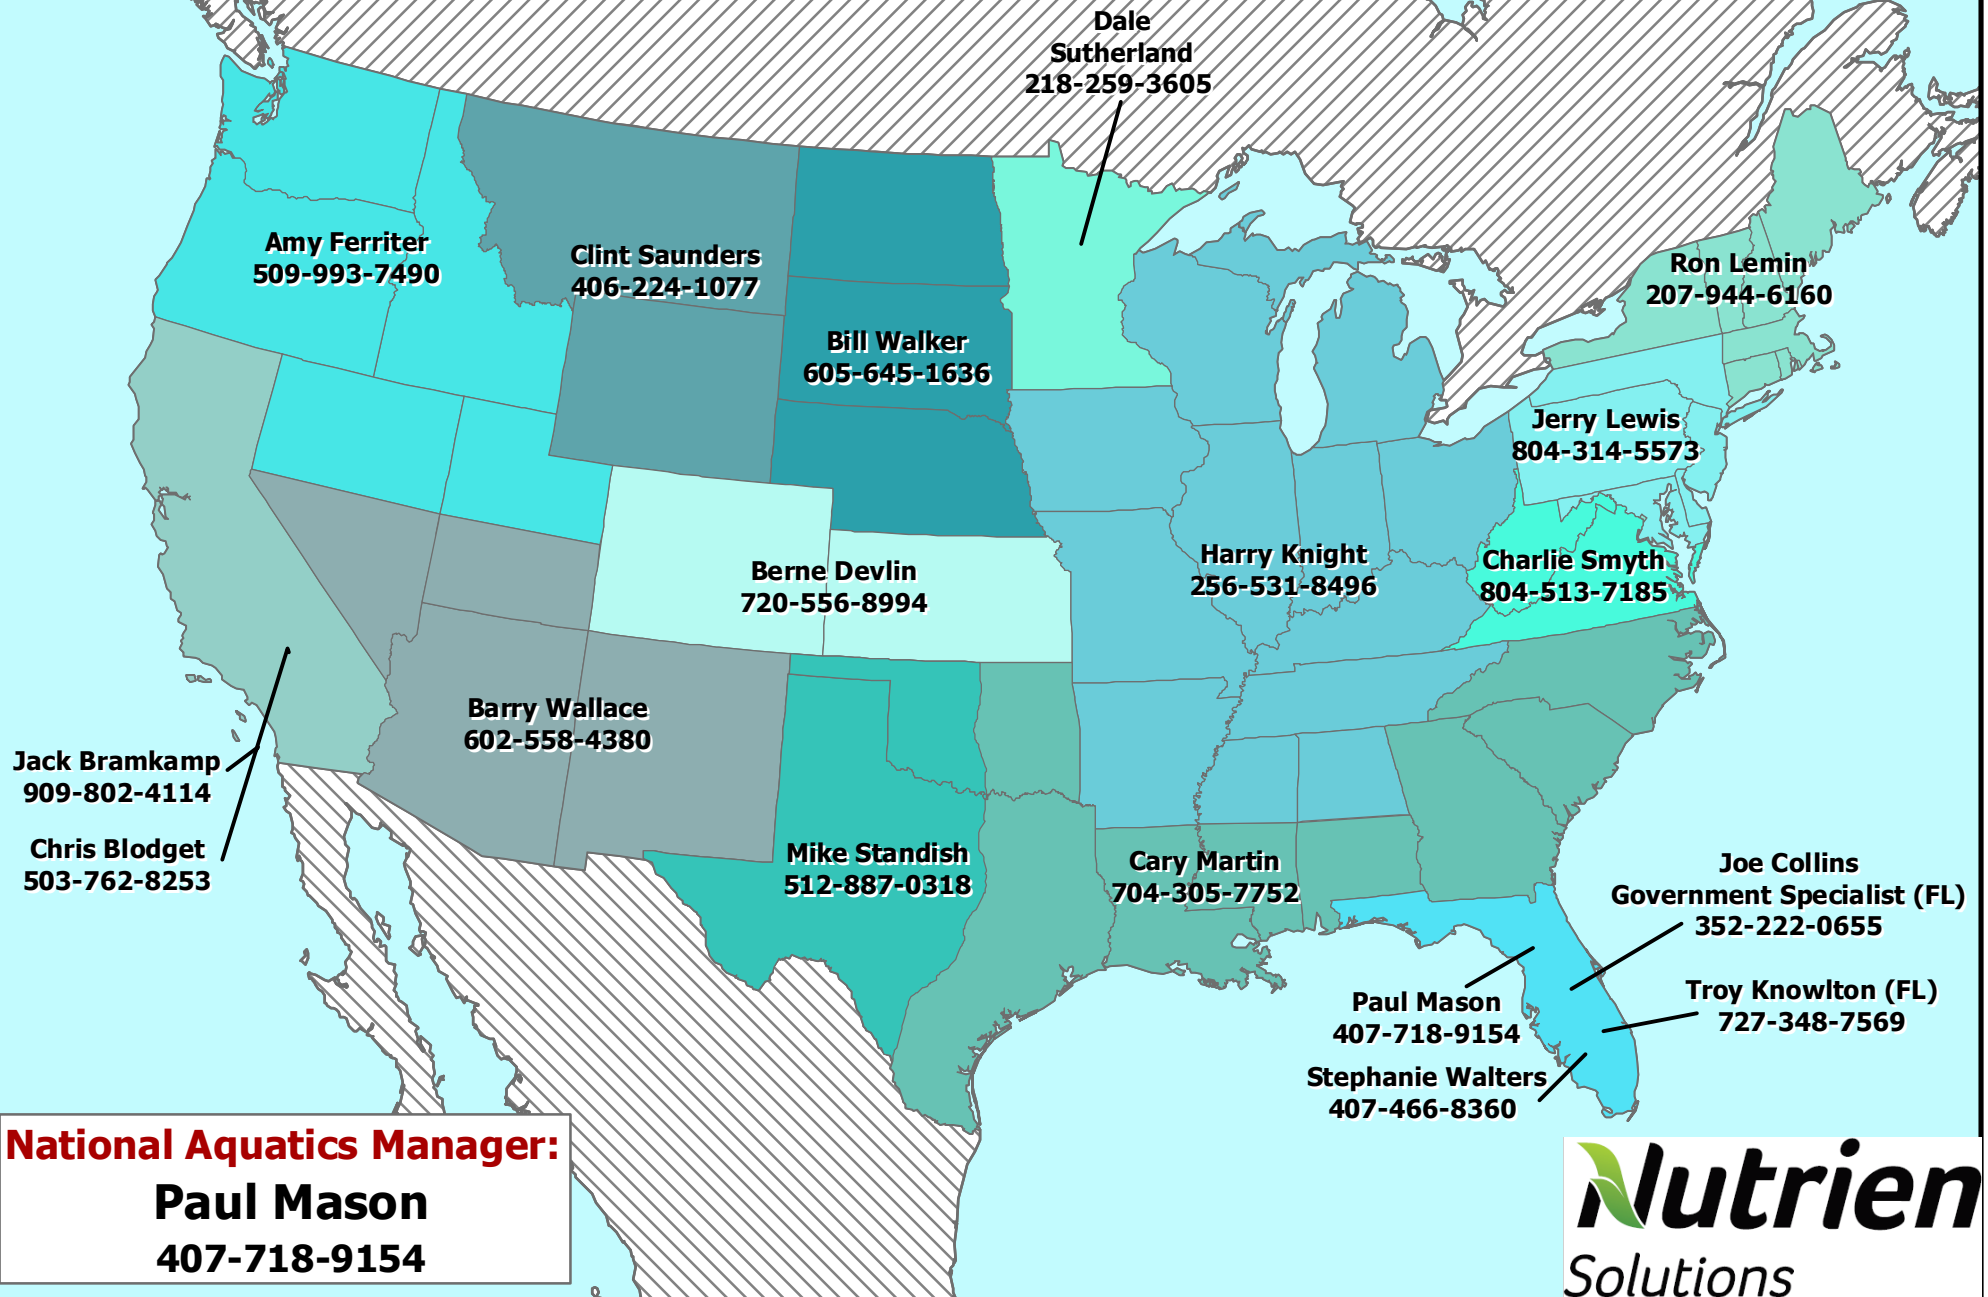 Dale
Sutherland
218-259-3605
Amy Ferriter
509-993-7490
Clint Saunders
406-224-1077
Ron Lemin
207-944-6160
Bill Walker
605-645-1636
Jerry Lewis
804-314-5573
Berne Devlin
720-556-8994
Harry Knight
256-531-8496
Charlie Smyth
804-513-7185
Barry Wallace
602-558-4380
Jack Bramkamp
909-802-4114
Chris Blodget
503-762-8253
Mike Standish
512-887-0318
Cary Martin
704-305-7752
Joe Collins
Government Specialist (FL)
352-222-0655
Paul Mason
407-718-9154
Troy Knowlton (FL)
727-348-7569
Stephanie Walters
407-466-8360
National Aquatics Manager:
Paul Mason
407-718-9154
Nutrien
Solutions